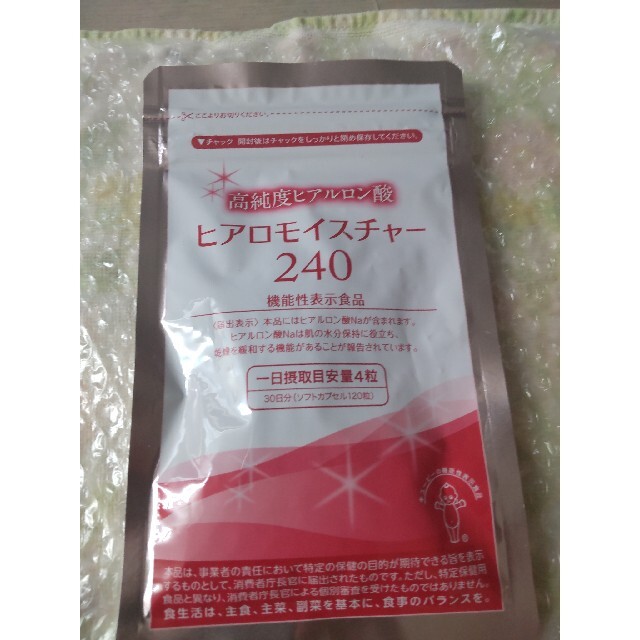 ここよりお切りください。
▼チャック 開封後はチャックをしっかりと閉め保存してください。
高純度ヒアルロン酸
ヒアロモイスチャー
240
機能性表示食品
〈届出表示〉本品にはヒアルロン酸Naが含まれます。
ヒアルロン酸Naは肌の水分保持に役立ち、
乾燥を緩和する機能があることが報告されています。
一日摂取目安量4粒
30日分（ソフトカプセル120粒）
本品は、事業者の責任において特定の保健の目的が期待できる旨を表示
するものとして、消費者庁長官に届出されたものです。ただし、特定保健用
食品と異なり、消費者庁長官による個別審査を受けたものではありません。
食生活は、主食、主菜、副菜を基本に、食事のバランスを。